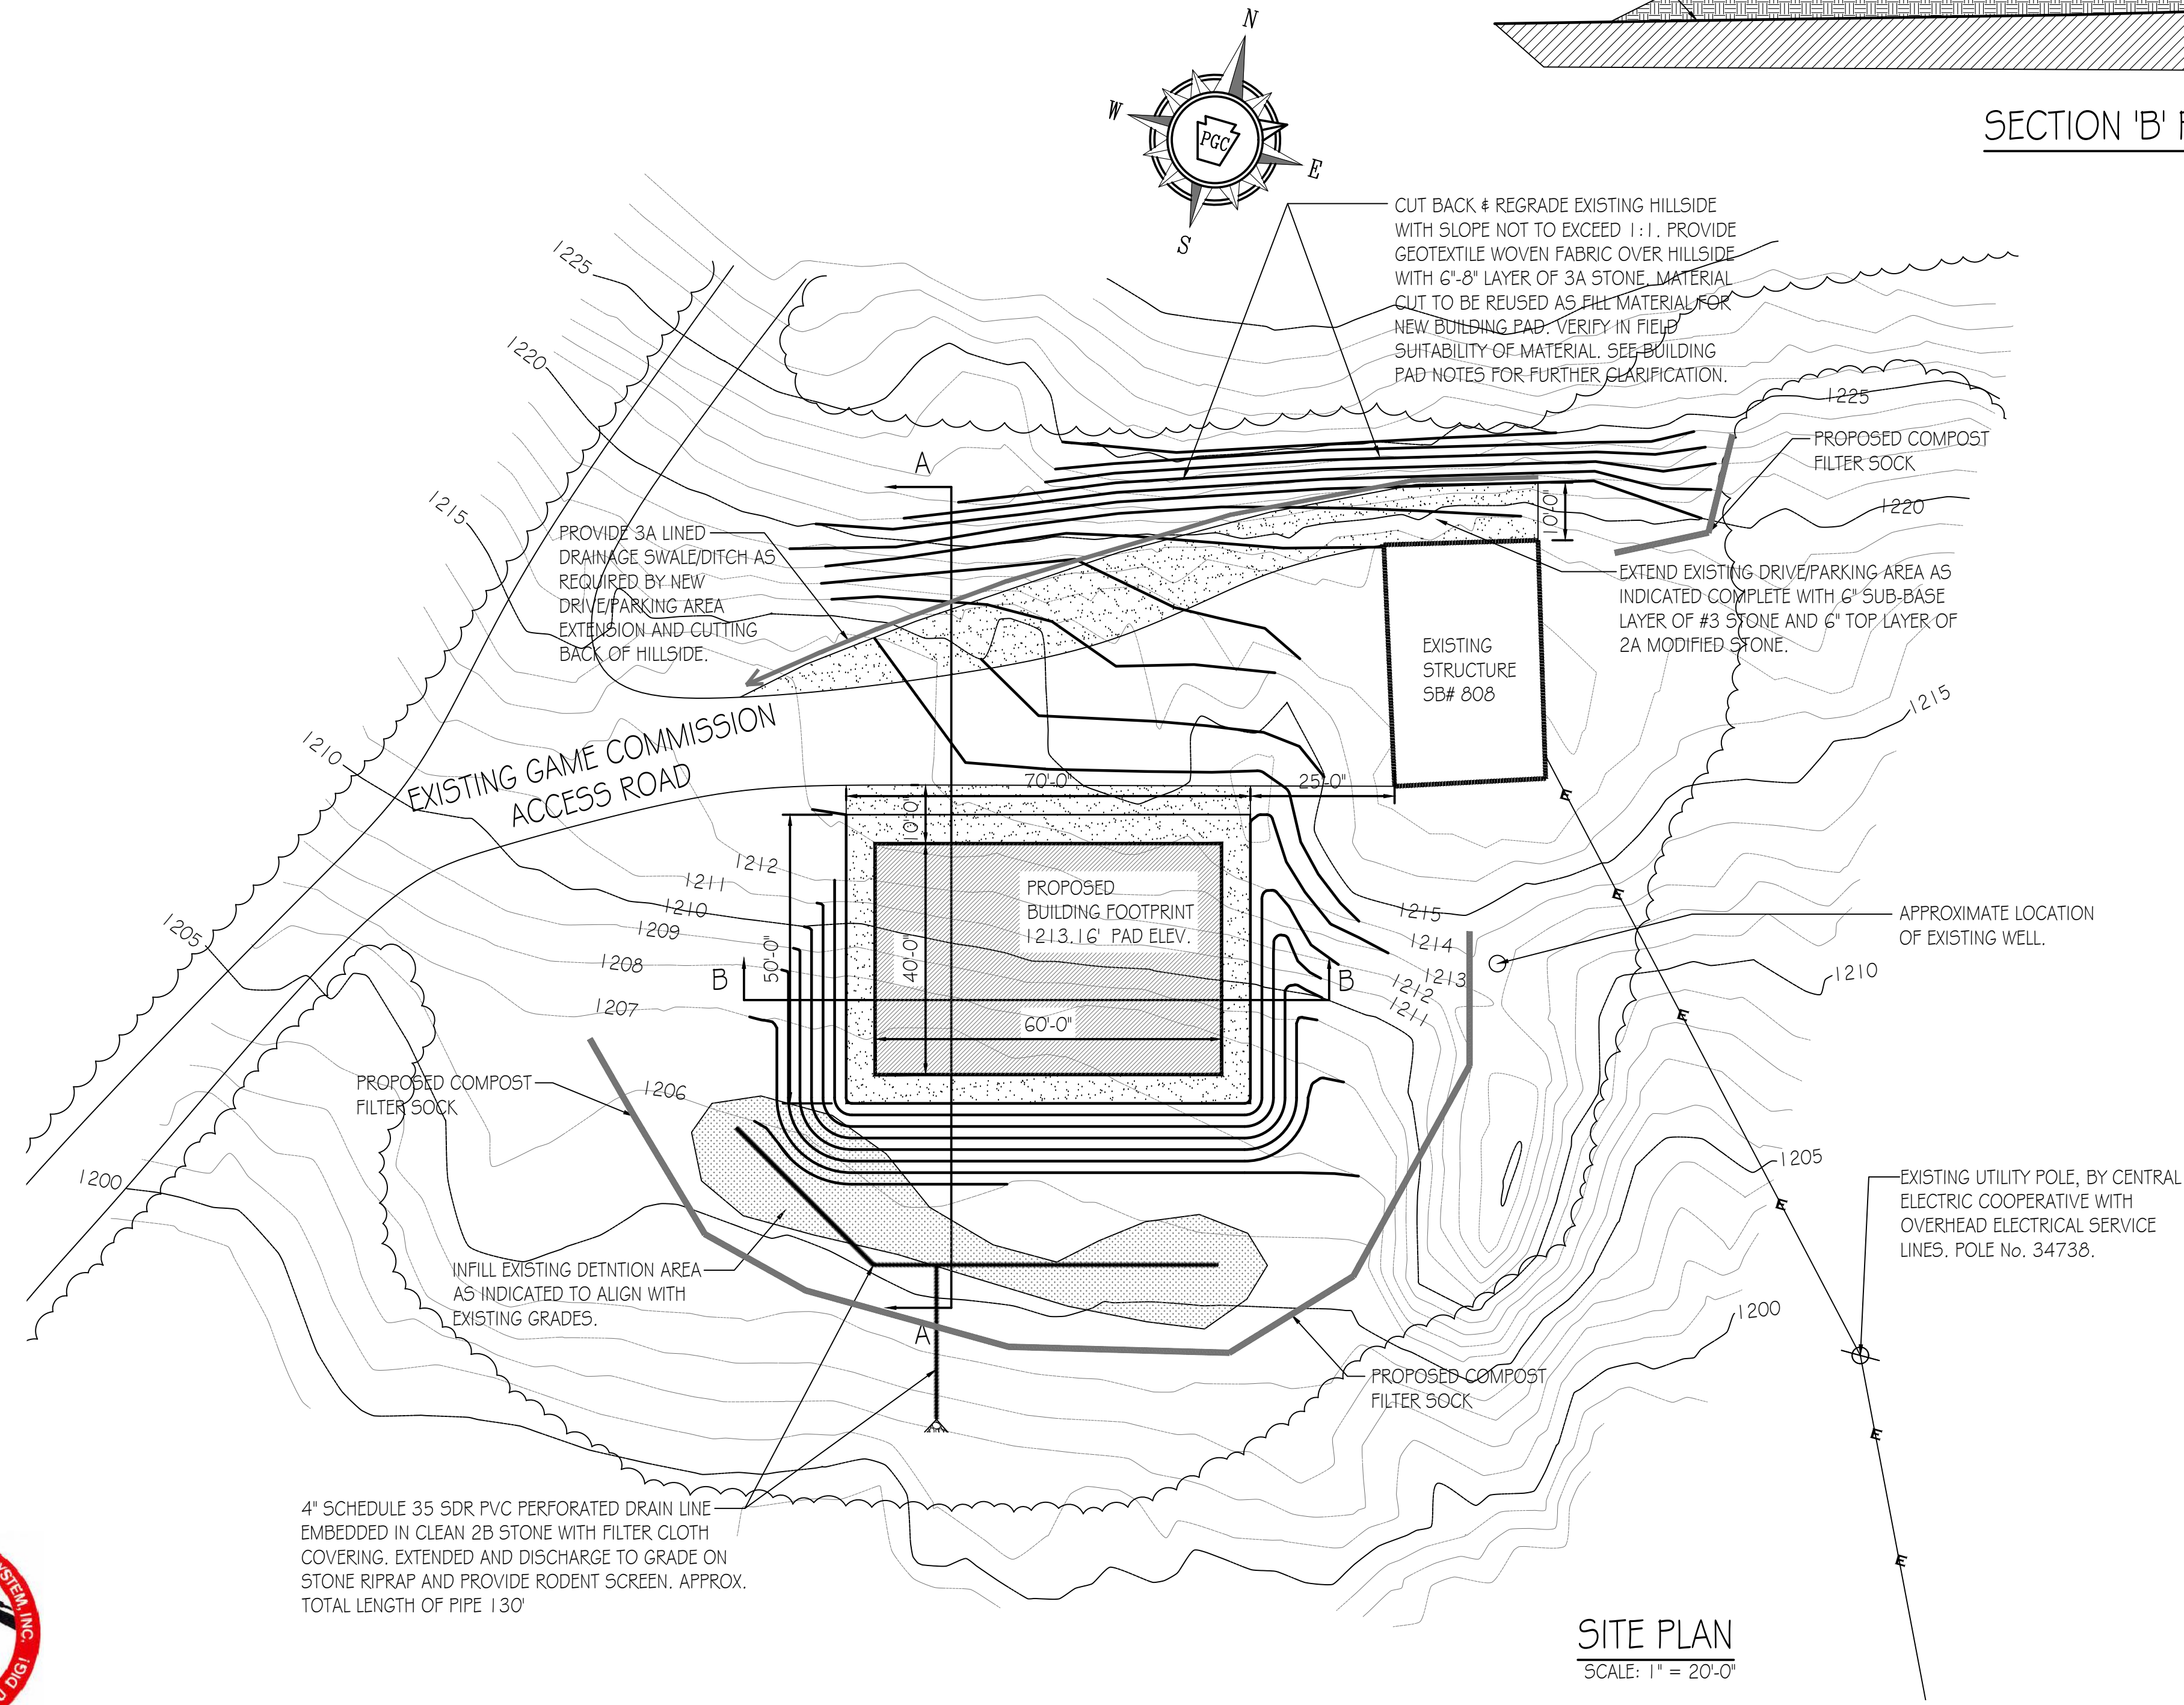 N
W
PGC
E
S
SECTION 'B'
CUT BACK & REGRADE EXISTING HILLSIDE
WITH SLOPE NOT TO EXCEED 1:1. PROVIDE
GEOTEXTILE WOVEN FABRIC OVER HILLSIDE
WITH 6"-8" LAYER OF 3A STONE. MATERIAL
CUT TO BE REUSED AS FILL MATERIAL FOR
NEW BUILDING PAD. VERIFY IN FIELD
SUITABILITY OF MATERIAL. SEE BUILDING
PAD NOTES FOR FURTHER CLARIFICATION.
1225
1220
1215
1210
1205
1200
1225
PROPOSED COMPOST
FILTER SOCK
1220
A
10'-0"
PROVIDE 3A LINED
DRAINAGE SWALE/DITCH AS
REQUIRED BY NEW
DRIVE/PARKING AREA
EXTENSION AND CUTTING
BACK OF HILLSIDE.
EXTEND EXISTING DRIVE/PARKING AREA AS
INDICATED COMPLETE WITH 6" SUB-BASE
LAYER OF #3 STONE AND 6" TOP LAYER OF
2A MODIFIED STONE.
EXISTING
STRUCTURE
SB# 808
1215
EXISTING GAME COMMISSION
ACCESS ROAD
70'-0"
25'-0"
10'-0"
E
1212
1211
1210
1209
1208
1207
1206
50'-0"
40'-0"
60'-0"
PROPOSED
BUILDING FOOTPRINT
1213.16' PAD ELEV.
B
B
1215
1214
1213
1212
1211
E
APPROXIMATE LOCATION
OF EXISTING WELL.
1210
E
PROPOSED COMPOST
FILTER SOCK
1205
E
EXISTING UTILITY POLE, BY CENTRAL
ELECTRIC COOPERATIVE WITH
OVERHEAD ELECTRICAL SERVICE
LINES. POLE No. 34738.
INFILL EXISTING DETNTION AREA
AS INDICATED TO ALIGN WITH
EXISTING GRADES.
A
1200
PROPOSED COMPOST
FILTER SOCK
E
E
4" SCHEDULE 35 SDR PVC PERFORATED DRAIN LINE
EMBEDDED IN CLEAN 2B STONE WITH FILTER CLOTH
COVERING. EXTENDED AND DISCHARGE TO GRADE ON
STONE RIPRAP AND PROVIDE RODENT SCREEN. APPROX.
TOTAL LENGTH OF PIPE 130'
SYSTEM, INC.
DIG!
SITE PLAN
SCALE: 1" = 20'-0"